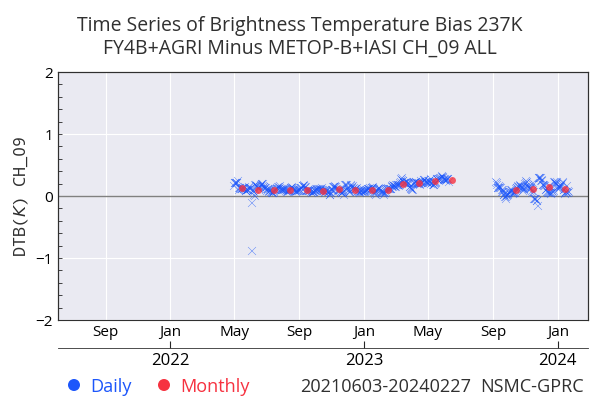 Time Series of Brightness Temperature Bias 237K
FY4B+AGRI Minus METOP-B+IASI CH_09 ALL
DTB(K) CH_09
2
1
0
−1
−2
Sep Jan May Sep Jan May Sep Jan
2022 2023 2024
Daily Monthly 20210603-20240227 NSMC-GPRC